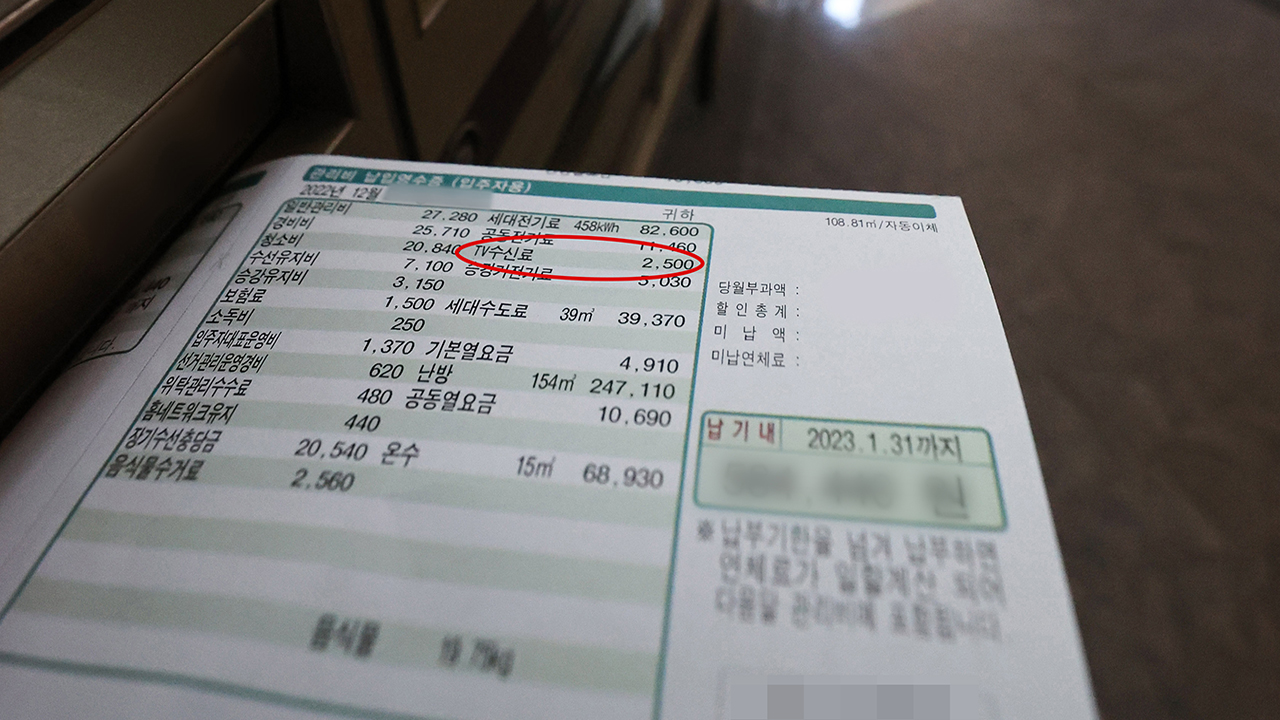 관리비 납입영수증 (입주자용)
2022년 12월
귀하
108.81㎡/자동이체
일반관리비 27,280 세대전기료 458kWh 82,600
경비비 25,710 공동전기료 11,460
청소비 20,840 TV수신료 2,500
수선유지비 7,100 승강기전기료 5,030
승강유지비 3,150
보험료 1,500 세대수도료 39㎥ 39,370
소독비 250
입주자대표운영비 1,370 기본열요금 4,910
선거관리운영경비 620 난방 154㎥ 247,110
위탁관리수수료 480 공동열요금 10,690
홈네트워크유지 440
장기수선충당금 20,540 온수 15㎥ 68,930
음식물수거료 2,560
음식물 19.75kg
당월부과액 :
할 인 총 계 :
미 납 액 :
미납연체료 :
납 기 내 2023.1.31까지
원
※ 납부기한을 넘겨 납부하면
연체료가 일할계산 되어
다음달 관리비에 포함됩니다.